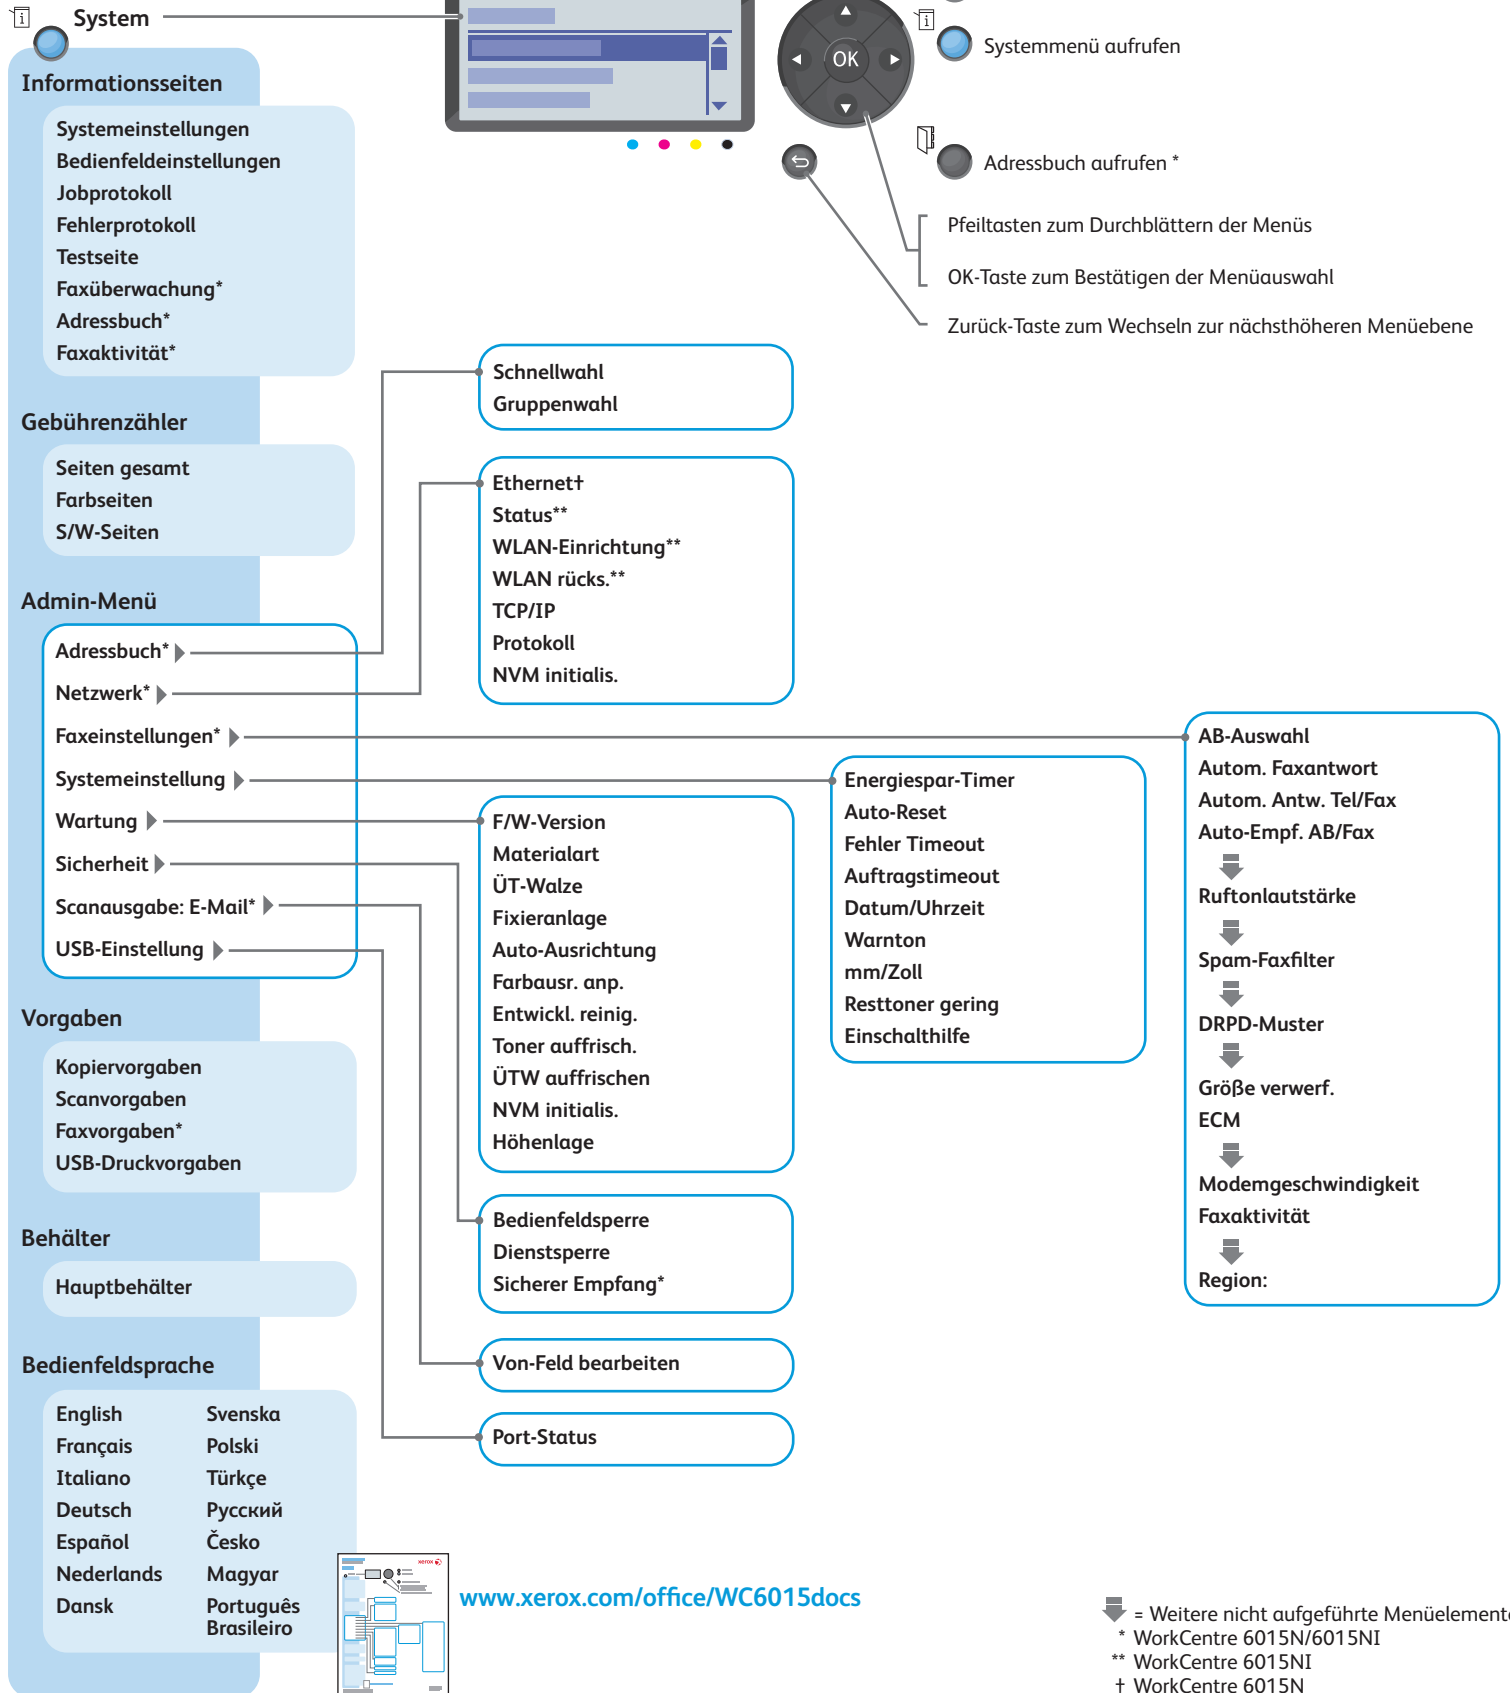 System
Informationsseiten
Systemeinstellungen
Bedienfeldeinstellungen
Jobprotokoll
Fehlerprotokoll
Testseite
Faxüberwachung*
Adressbuch*
Faxaktivität*
Gebührenzähler
Seiten gesamt
Farbseiten
S/W-Seiten
Admin-Menü
Adressbuch*
Netzwerk*
Faxeinstellungen*
Systemeinstellung
Wartung
Sicherheit
Scanausgabe: E-Mail*
USB-Einstellung
Vorgaben
Kopiervorgaben
Scanvorgaben
Faxvorgaben*
USB-Druckvorgaben
Behälter
Hauptbehälter
Bedienfeldsprache
English
Français
Italiano
Deutsch
Español
Nederlands
Dansk
Svenska
Polski
Türkçe
Русский
Česko
Magyar
Português
Brasileiro
OK
Systemmenü aufrufen
Adressbuch aufrufen *
Pfeiltasten zum Durchblättern der Menüs
OK-Taste zum Bestätigen der Menüauswahl
Zurück-Taste zum Wechseln zur nächsthöheren Menüebene
Schnellwahl
Gruppenwahl
Ethernet†
Status**
WLAN-Einrichtung**
WLAN rücks.**
TCP/IP
Protokoll
NVM initialis.
F/W-Version
Materialart
ÜT-Walze
Fixieranlage
Auto-Ausrichtung
Farbausr. anp.
Entwickl. reinig.
Toner auffrisch.
ÜTW auffrischen
NVM initialis.
Höhenlage
Bedienfeldsperre
Dienstsperre
Sicherer Empfang*
Von-Feld bearbeiten
Port-Status
Energiespar-Timer
Auto-Reset
Fehler Timeout
Auftragstimeout
Datum/Uhrzeit
Warnton
mm/Zoll
Resttoner gering
Einschalthilfe
AB-Auswahl
Autom. Faxantwort
Autom. Antw. Tel/Fax
Auto-Empf. AB/Fax
Ruftonlautstärke
Spam-Faxfilter
DRPD-Muster
Größe verwerf.
ECM
Modemgeschwindigkeit
Faxaktivität
Region:
xerox
www.xerox.com/office/WC6015docs
= Weitere nicht aufgeführte Menüelemente
* WorkCentre 6015N/6015NI
** WorkCentre 6015NI
† WorkCentre 6015N